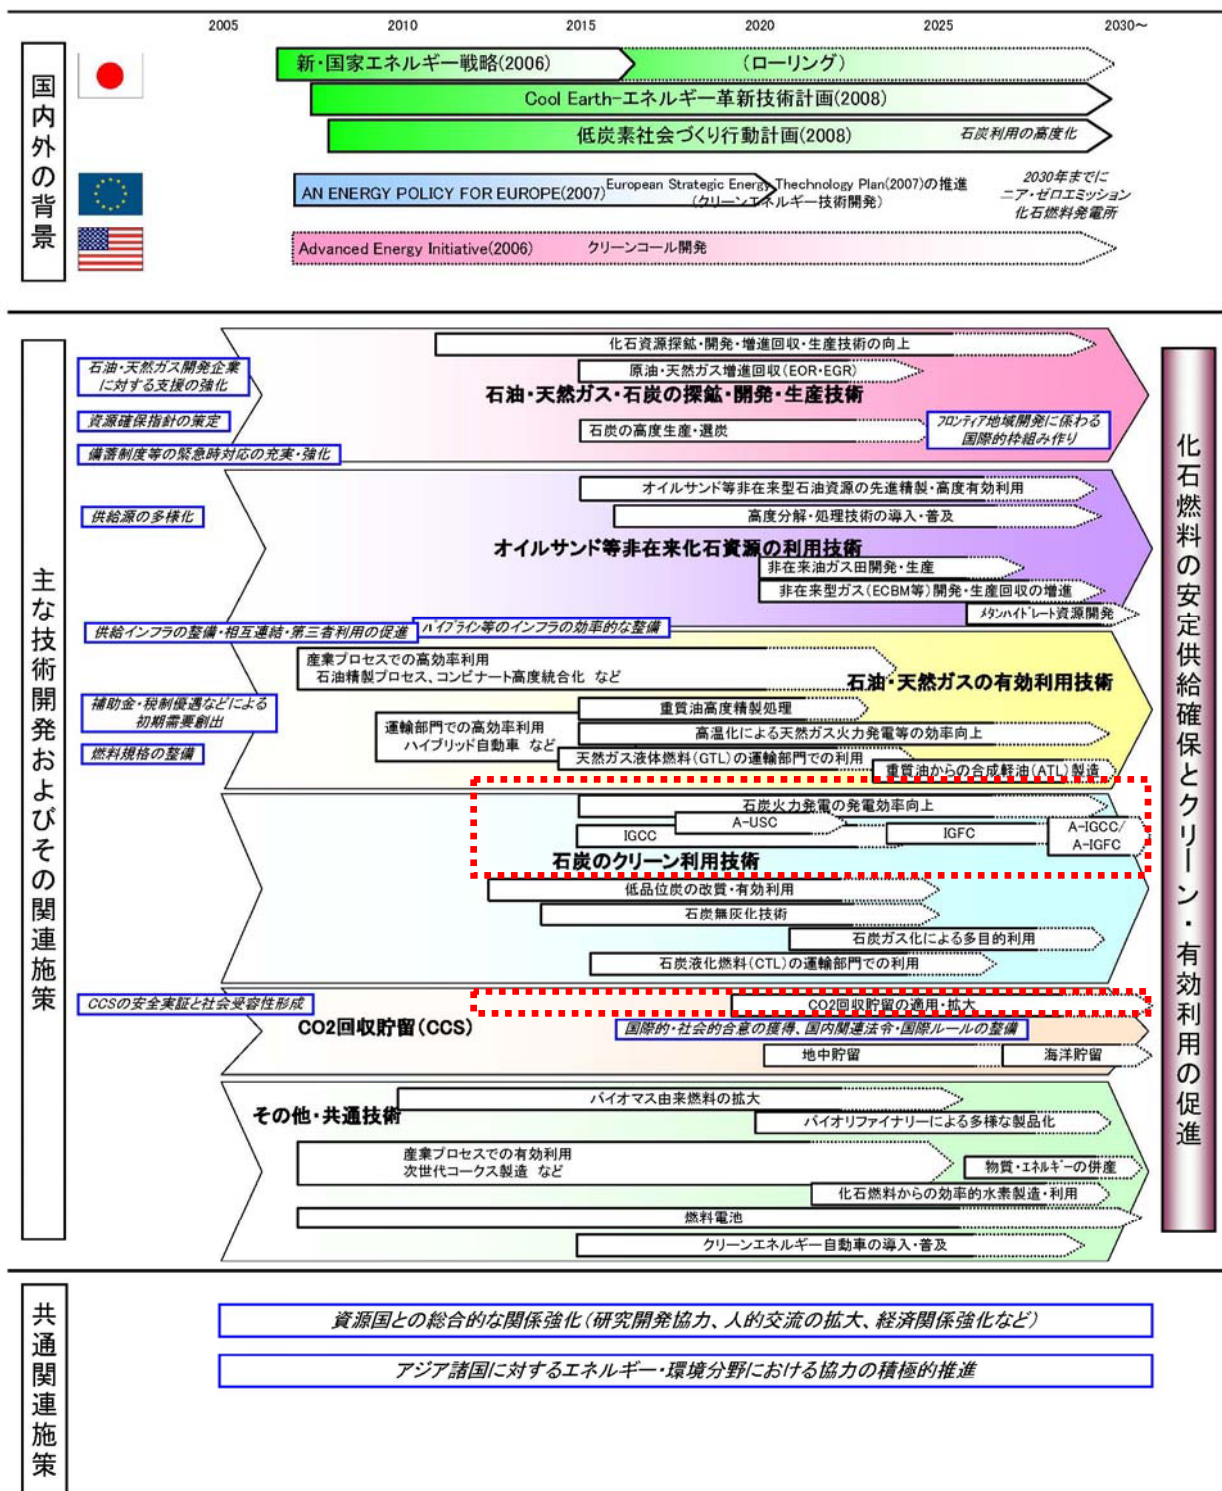 2005 2010 2015 2020 2025 2030～
国内外の背景
新・国家エネルギー戦略(2006) (ローリング)
Cool Earth-エネルギー革新技術計画(2008)
低炭素社会づくり行動計画(2008) 石炭利用の高度化
AN ENERGY POLICY FOR EUROPE(2007)
European Strategic Energy Thechnology Plan(2007)の推進
(クリーンエネルギー技術開発)
2030年までに
ニア・ゼロエミッション
化石燃料発電所
Advanced Energy Initiative(2006) クリーンコール開発
主な技術開発およびその関連施策
化石燃料の安定供給確保とクリーン・有効利用の促進
化石資源探鉱・開発・増進回収・生産技術の向上
石油・天然ガス開発企業
に対する支援の強化
原油・天然ガス増進回収(EOR・EGR)
石油・天然ガス・石炭の探鉱・開発・生産技術
資源確保指針の策定
石炭の高度生産・選炭
フロンティア地域開発に係わる
国際的枠組み作り
備蓄制度等の緊急時対応の充実・強化
オイルサンド等非在来型石油資源の先進精製・高度有効利用
供給源の多様化
高度分解・処理技術の導入・普及
オイルサンド等非在来化石資源の利用技術
非在来油ガス田開発・生産
非在来型ガス(ECBM等)開発・生産回収の増進
メタンハイドレート資源開発
供給インフラの整備・相互連結・第三者利用の促進
パイプライン等のインフラの効率的な整備
産業プロセスでの高効率利用
石油精製プロセス、コンビナート高度統合化 など
石油・天然ガスの有効利用技術
補助金・税制優遇などによる
初期需要創出
重質油高度精製処理
運輸部門での高効率利用
ハイブリッド自動車 など
高温化による天然ガス火力発電等の効率向上
燃料規格の整備
天然ガス液体燃料(GTL)の運輸部門での利用
重質油からの合成軽油(ATL)製造
石炭火力発電の発電効率向上
A-USC
IGCC
IGFC
A-IGCC/
A-IGFC
石炭のクリーン利用技術
低品位炭の改質・有効利用
石炭無灰化技術
石炭ガス化による多目的利用
石炭液化燃料(CTL)の運輸部門での利用
CCSの安全実証と社会受容性形成
CO2回収貯留の適用・拡大
CO2回収貯留(CCS)
国際的・社会的合意の獲得、国内関連法令・国際ルールの整備
地中貯留
海洋貯留
バイオマス由来燃料の拡大
その他・共通技術
バイオリファイナリーによる多様な製品化
産業プロセスでの有効利用
次世代コークス製造 など
物質・エネルギーの併産
化石燃料からの効率的水素製造・利用
燃料電池
クリーンエネルギー自動車の導入・普及
共通関連施策
資源国との総合的な関係強化(研究開発協力、人的交流の拡大、経済関係強化など)
アジア諸国に対するエネルギー・環境分野における協力の積極的推進